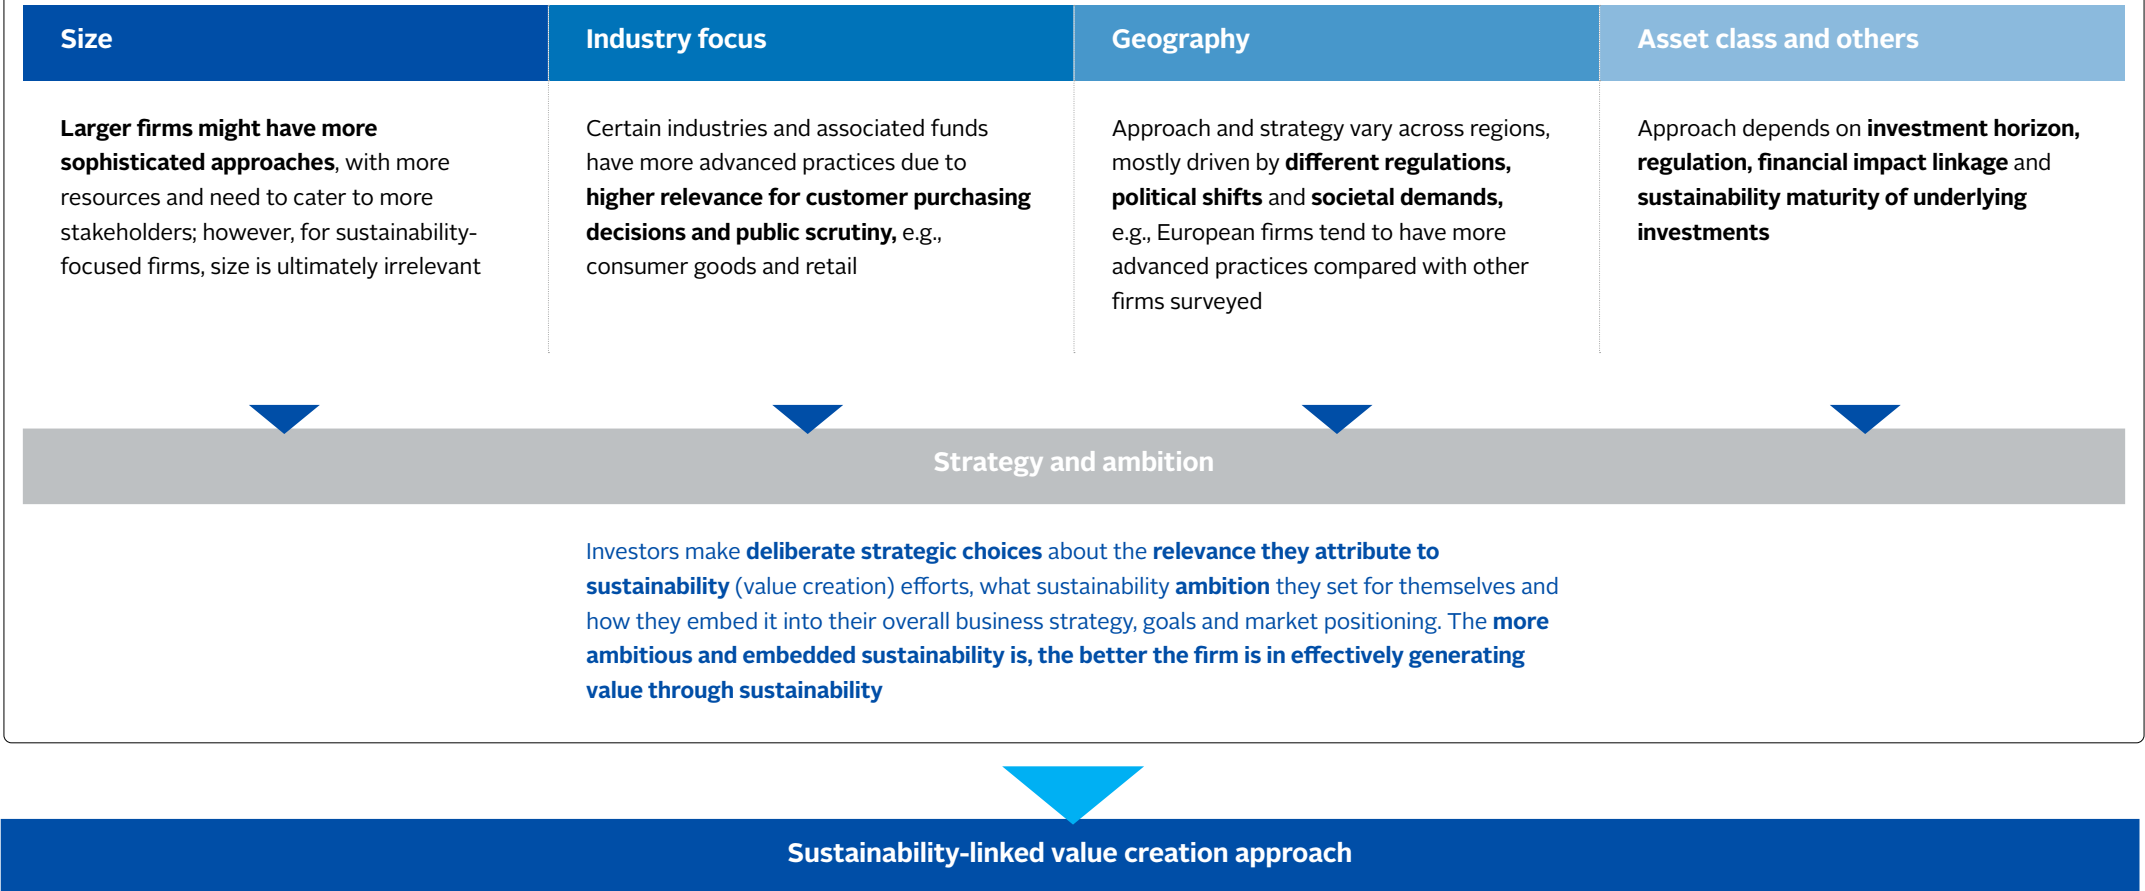 Size
Industry focus
Geography
Asset class and others
Larger firms might have more
sophisticated approaches, with more
resources and need to cater to more
stakeholders; however, for sustainability-
focused firms, size is ultimately irrelevant
Certain industries and associated funds
have more advanced practices due to
higher relevance for customer purchasing
decisions and public scrutiny, e.g.,
consumer goods and retail
Approach and strategy vary across regions,
mostly driven by different regulations,
political shifts and societal demands,
e.g., European firms tend to have more
advanced practices compared with other
firms surveyed
Approach depends on investment horizon,
regulation, financial impact linkage and
sustainability maturity of underlying
investments
Strategy and ambition
Investors make deliberate strategic choices about the relevance they attribute to
sustainability (value creation) efforts, what sustainability ambition they set for themselves and
how they embed it into their overall business strategy, goals and market positioning. The more
ambitious and embedded sustainability is, the better the firm is in effectively generating
value through sustainability
Sustainability-linked value creation approach